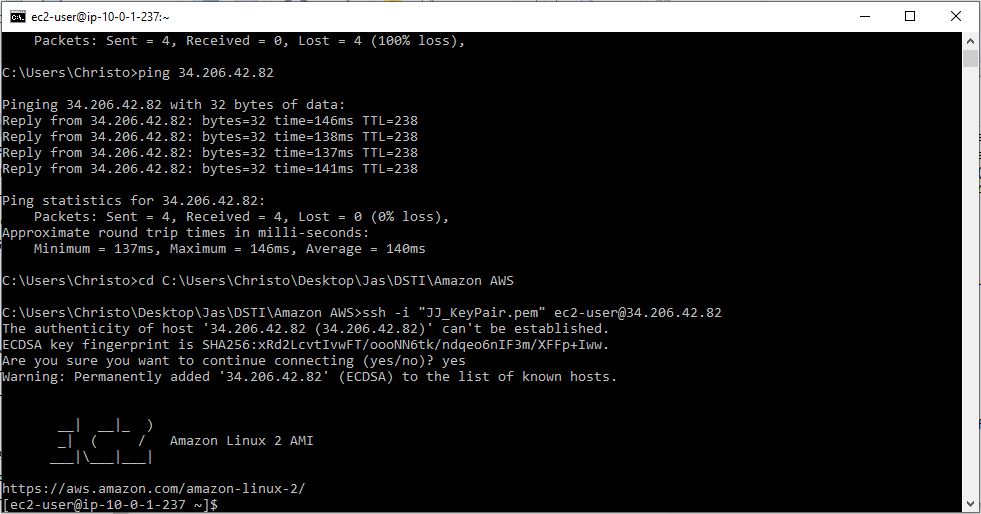 ec2-user@ip-10-0-1-237:~
Packets: Sent = 4, Received = 0, Lost = 4 (100% loss),
C:\Users\Christo>ping 34.206.42.82
Pinging 34.206.42.82 with 32 bytes of data:
Reply from 34.206.42.82: bytes=32 time=146ms TTL=238
Reply from 34.206.42.82: bytes=32 time=138ms TTL=238
Reply from 34.206.42.82: bytes=32 time=137ms TTL=238
Reply from 34.206.42.82: bytes=32 time=141ms TTL=238
Ping statistics for 34.206.42.82:
    Packets: Sent = 4, Received = 4, Lost = 0 (0% loss),
Approximate round trip times in milli-seconds:
    Minimum = 137ms, Maximum = 146ms, Average = 140ms
C:\Users\Christo>cd C:\Users\Christo\Desktop\Jas\DSTI\Amazon AWS
C:\Users\Christo\Desktop\Jas\DSTI\Amazon AWS>ssh -i "JJ_KeyPair.pem" ec2-user@34.206.42.82
The authenticity of host '34.206.42.82 (34.206.42.82)' can't be established.
ECDSA key fingerprint is SHA256:xRd2LcvtIvwFT/oooNN6tk/ndqeo6nIF3m/XFFp+Iww.
Are you sure you want to continue connecting (yes/no)? yes
Warning: Permanently added '34.206.42.82' (ECDSA) to the list of known hosts.
       __|  __|_  )
       _|  (     /   Amazon Linux 2 AMI
      ___|\___|___|
https://aws.amazon.com/amazon-linux-2/
[ec2-user@ip-10-0-1-237 ~]$